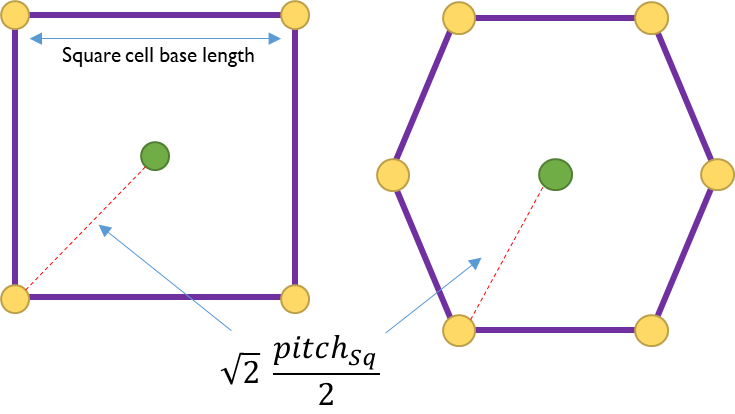 Square cell base length
√2 pitch_Sq/2